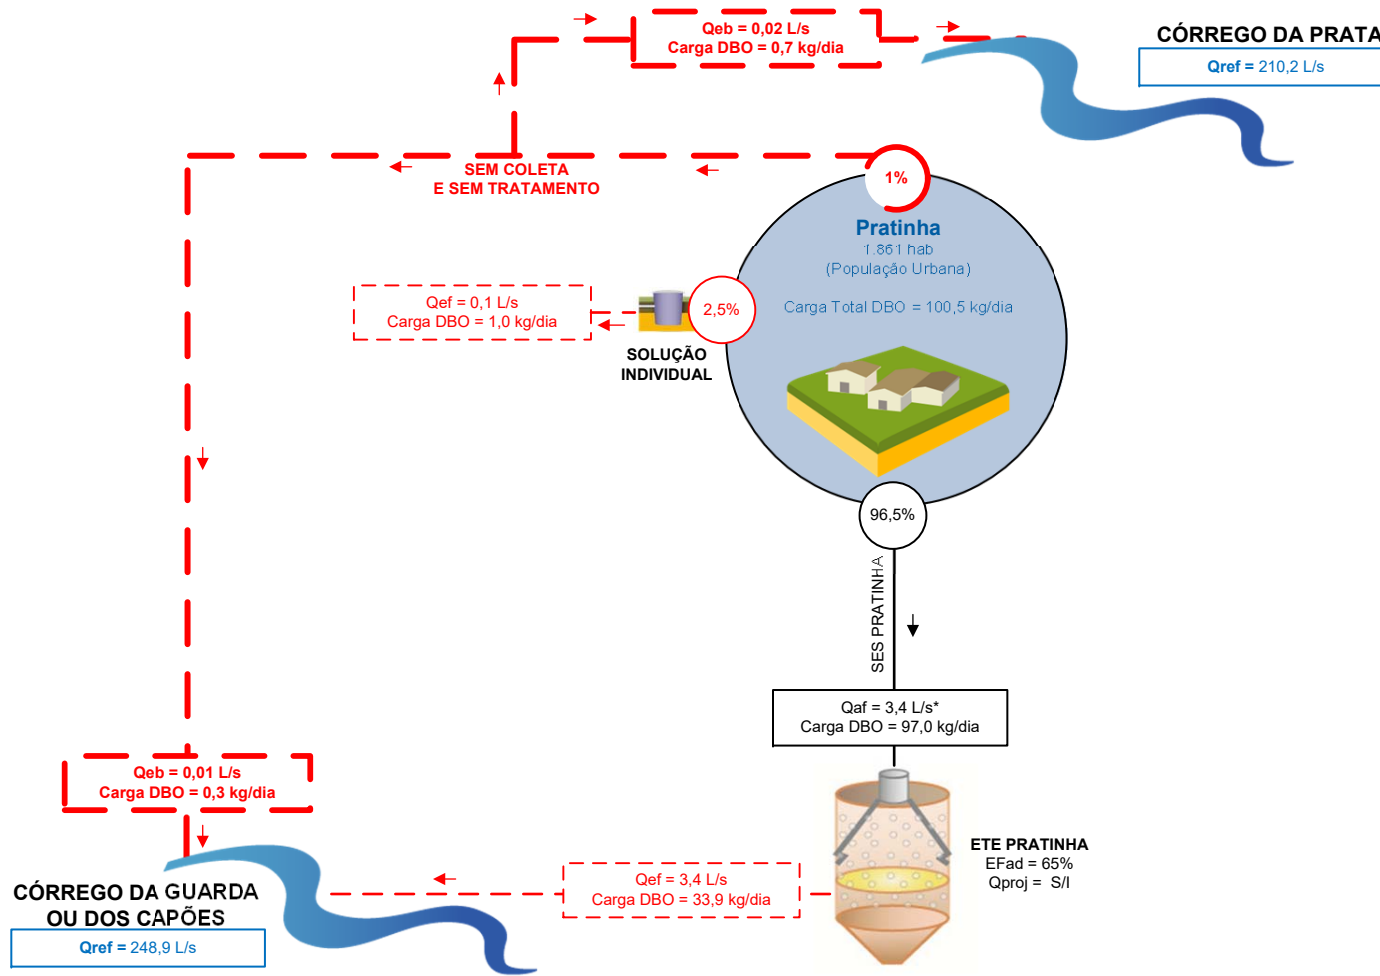 Qeb = 0,02 L/s
Carga DBO = 0,7 kg/dia
CÓRREGO DA PRATA
Qref = 210,2 L/s
SEM COLETA
E SEM TRATAMENTO
1%
Pratinha
1.861 hab
(População Urbana)
Carga Total DBO = 100,5 kg/dia
Qef = 0,1 L/s
Carga DBO = 1,0 kg/dia
2,5%
SOLUÇÃO
INDIVIDUAL
96,5%
SES PRATINHA
Qaf = 3,4 L/s*
Carga DBO = 97,0 kg/dia
Qeb = 0,01 L/s
Carga DBO = 0,3 kg/dia
ETE PRATINHA
EFad = 65%
Qproj = S/I
Qef = 3,4 L/s
Carga DBO = 33,9 kg/dia
CÓRREGO DA GUARDA
OU DOS CAPÕES
Qref = 248,9 L/s